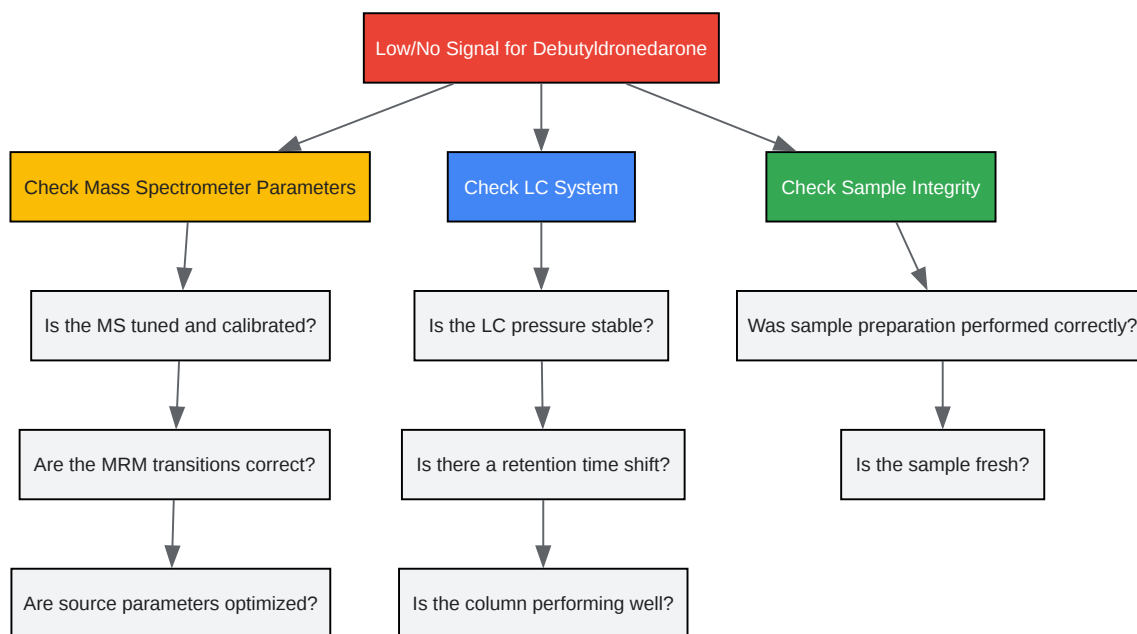 Low/No Signal for Debutyldronedarone
Check Mass Spectrometer Parameters
Check LC System
Check Sample Integrity
Is the MS tuned and calibrated?
Is the LC pressure stable?
Was sample preparation performed correctly?
Are the MRM transitions correct?
Is there a retention time shift?
Is the sample fresh?
Are source parameters optimized?
Is the column performing well?